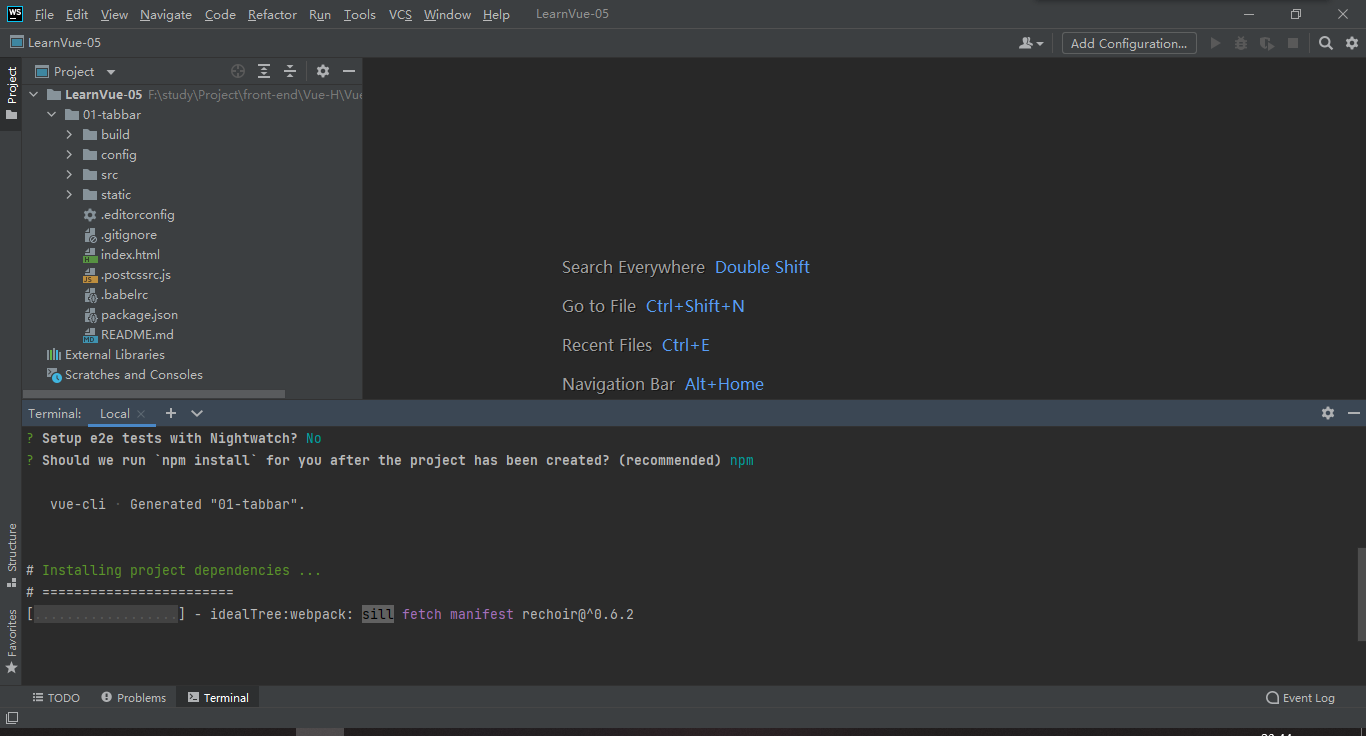 WS File Edit View Navigate Code Refactor Run Tools VCS Window Help LearnVue-05
LearnVue-05 Add Configuration...
Project
Project
LearnVue-05 F:\study\Project\front-end\Vue-H\Vue
01-tabbar
build
config
src
static
.editorconfig
.gitignore
index.html
.postcssrc.js
.babelrc
package.json
README.md
External Libraries
Scratches and Consoles
Search Everywhere Double Shift
Go to File Ctrl+Shift+N
Recent Files Ctrl+E
Navigation Bar Alt+Home
Terminal: Local
? Setup e2e tests with Nightwatch? No
? Should we run `npm install` for you after the project has been created? (recommended) npm
vue-cli · Generated "01-tabbar".
# Installing project dependencies ...
# ========================
[..................] - idealTree:webpack: sill fetch manifest rechoir@^0.6.2
Structure
Favorites
TODO Problems Terminal Event Log